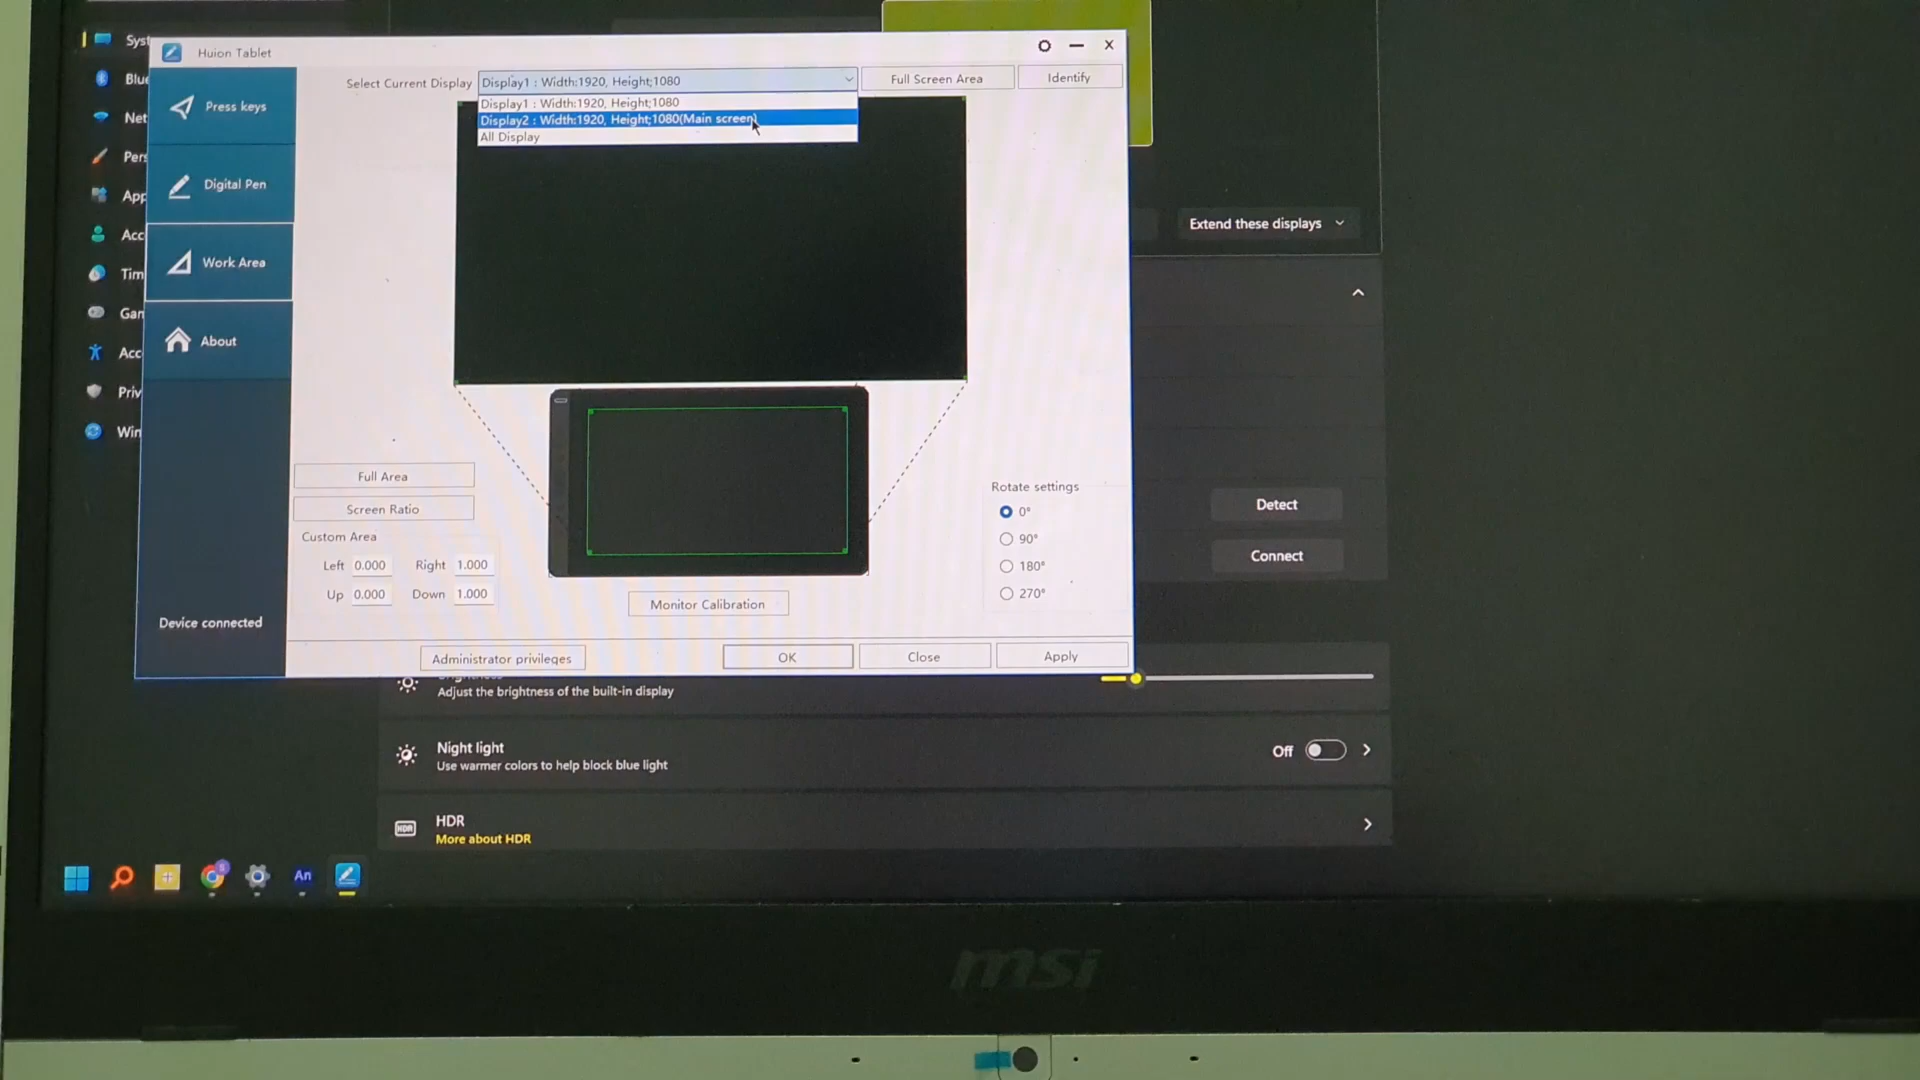 Syst
Blue
Net
Pers
App
Acc
Tim
Gan
Acc
Priv
Win
Huion Tablet
Press keys
Digital Pen
Work Area
About
Device connected
Select Current Display
Display1 : Width:1920, Height;1080
Full Screen Area
Identify
Display1 : Width:1920, Height;1080
Display2 : Width:1920, Height;1080(Main screen)
All Display
Full Area
Screen Ratio
Custom Area
Left 0.000 Right 1.000
Up 0.000 Down 1.000
Monitor Calibration
Rotate settings
0°
90°
180°
270°
Administrator privileges
OK
Close
Apply
Extend these displays
Detect
Connect
Adjust the brightness of the built-in display
Night light
Use warmer colors to help block blue light
Off
HDR
HDR
More about HDR
An
msi